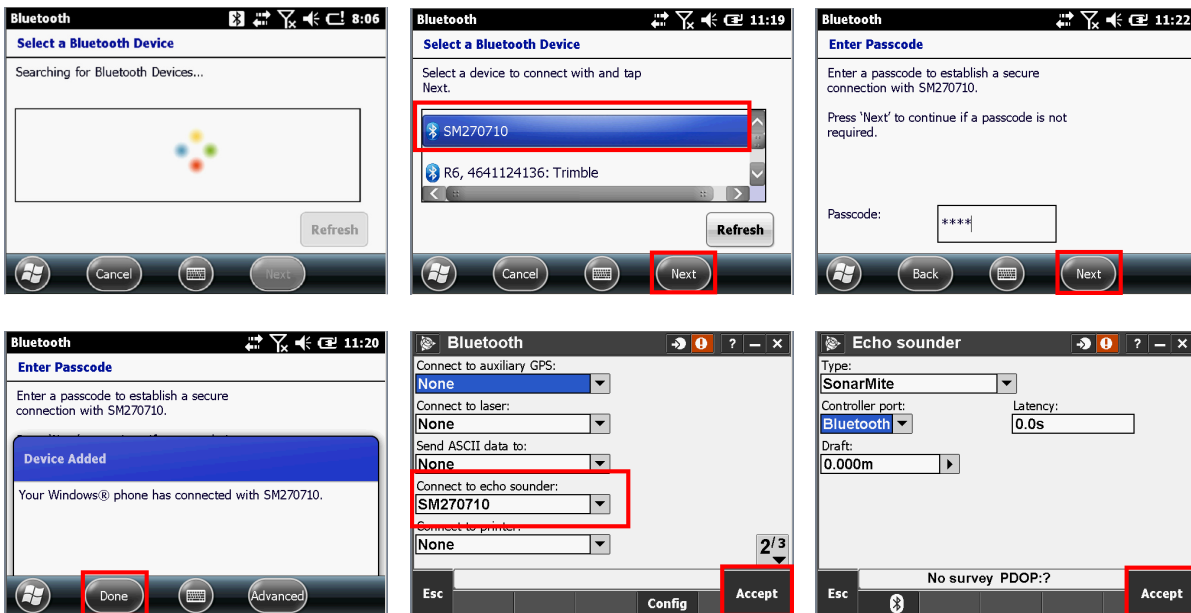 Bluetooth 8:06
Select a Bluetooth Device
Searching for Bluetooth Devices...
Refresh
Cancel Next
Bluetooth 11:19
Select a Bluetooth Device
Select a device to connect with and tap
Next.
SM270710
R6, 4641124136: Trimble
Refresh
Cancel Next
Bluetooth 11:22
Enter Passcode
Enter a passcode to establish a secure
connection with SM270710.
Press 'Next' to continue if a passcode is not
required.
Passcode: ****
Back Next
Bluetooth 11:20
Enter Passcode
Enter a passcode to establish a secure
connection with SM270710.
Device Added
Your Windows® phone has connected with SM270710.
Done Advanced
Bluetooth ? – x
Connect to auxiliary GPS:
None
Connect to laser:
None
Send ASCII data to:
None
Connect to echo sounder:
SM270710
Connect to printer:
None
2/3
Esc Config Accept
Echo sounder ? – x
Type:
SonarMite
Controller port: Latency:
Bluetooth 0.0s
Draft:
0.000m
No survey PDOP:?
Esc Accept